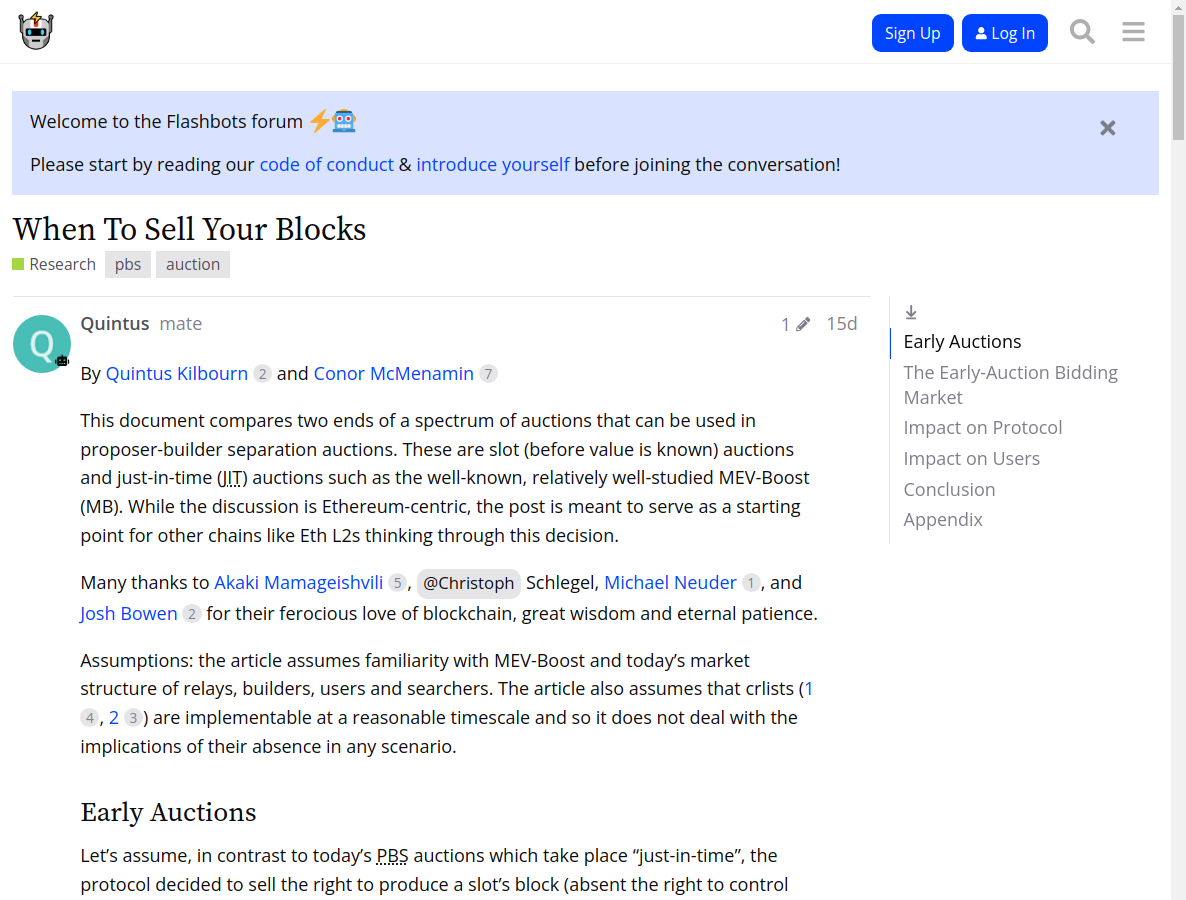 Sign Up
Log In
Welcome to the Flashbots forum
Please start by reading our code of conduct & introduce yourself before joining the conversation!
When To Sell Your Blocks
Research pbs auction
Q
Quintus mate 1 15d
By Quintus Kilbourn 2 and Conor McMenamin 7
This document compares two ends of a spectrum of auctions that can be used in
proposer-builder separation auctions. These are slot (before value is known) auctions
and just-in-time (JIT) auctions such as the well-known, relatively well-studied MEV-Boost
(MB). While the discussion is Ethereum-centric, the post is meant to serve as a starting
point for other chains like Eth L2s thinking through this decision.
Many thanks to Akaki Mamageishvili 5, @Christoph Schlegel, Michael Neuder 1, and
Josh Bowen 2 for their ferocious love of blockchain, great wisdom and eternal patience.
Assumptions: the article assumes familiarity with MEV-Boost and today’s market
structure of relays, builders, users and searchers. The article also assumes that crlists (1
4, 2 3) are implementable at a reasonable timescale and so it does not deal with the
implications of their absence in any scenario.
Early Auctions
Let’s assume, in contrast to today’s PBS auctions which take place “just-in-time”, the
protocol decided to sell the right to produce a slot’s block (absent the right to control
Early Auctions
The Early-Auction Bidding
Market
Impact on Protocol
Impact on Users
Conclusion
Appendix